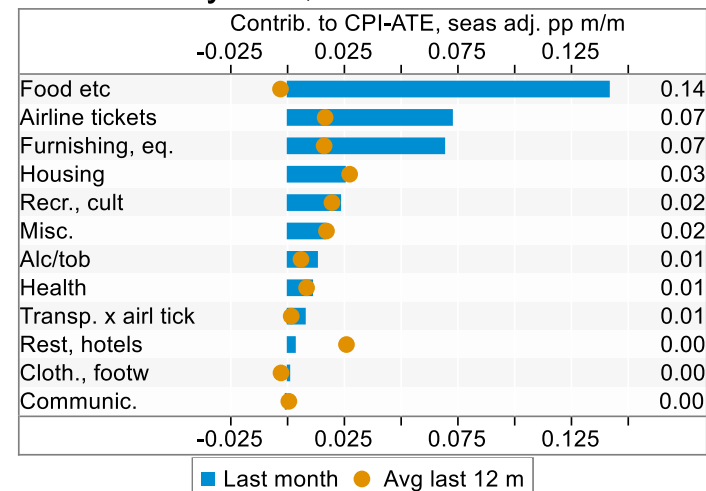 Contrib. to CPI-ATE, seas adj. pp m/m
-0.025 0.025 0.075 0.125
Food etc 0.14
Airline tickets 0.07
Furnishing, eq. 0.07
Housing 0.03
Recr., cult 0.02
Misc. 0.02
Alc/tob 0.01
Health 0.01
Transp. x airl tick 0.01
Rest, hotels 0.00
Cloth., footw 0.00
Communic. 0.00
-0.025 0.025 0.075 0.125
Last month Avg last 12 m